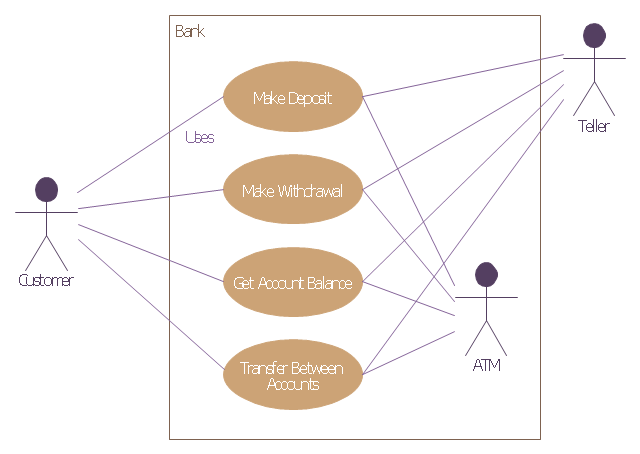 Bank
Teller
Make Deposit
Uses
Make Withdrawal
Customer
Get Account Balance
Transfer Between
Accounts
ATM